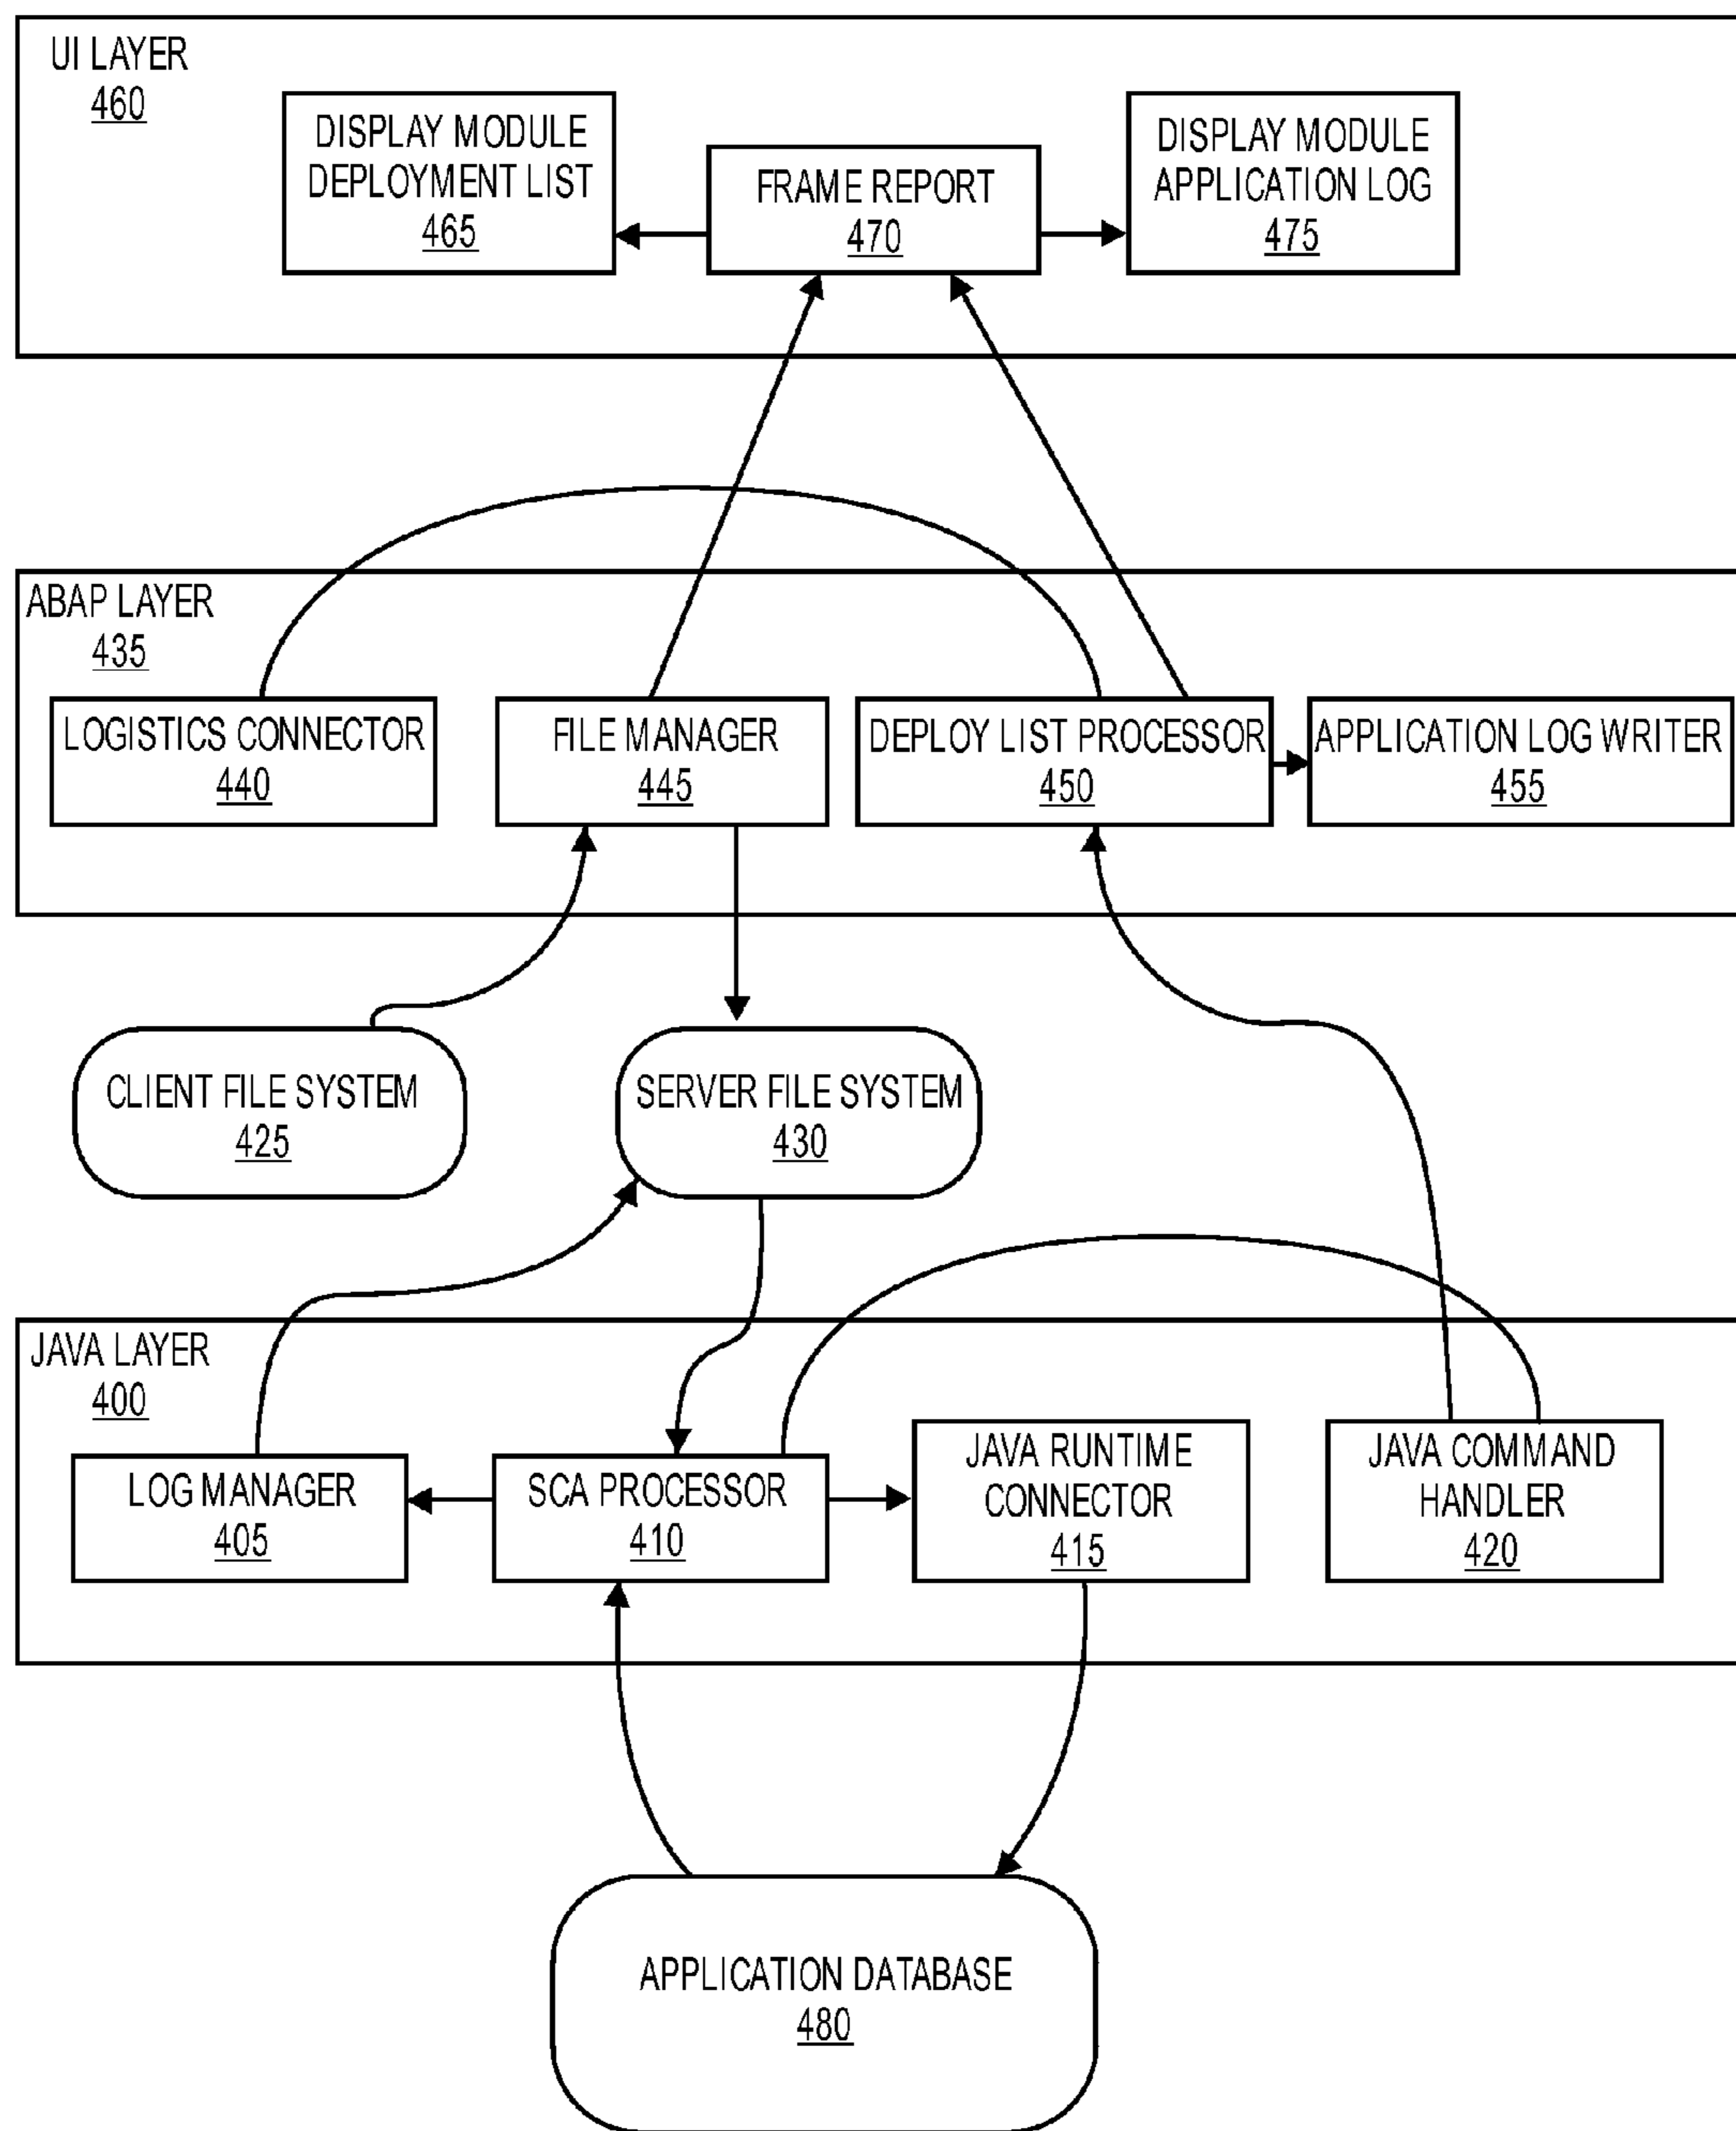 UI LAYER
460
DISPLAY MODULE
DEPLOYMENT LIST
465
FRAME REPORT
470
DISPLAY MODULE
APPLICATION LOG
475
ABAP LAYER
435
LOGISTICS CONNECTOR
440
FILE MANAGER
445
DEPLOY LIST PROCESSOR
450
APPLICATION LOG WRITER
455
CLIENT FILE SYSTEM
425
SERVER FILE SYSTEM
430
JAVA LAYER
400
LOG MANAGER
405
SCA PROCESSOR
410
JAVA RUNTIME
CONNECTOR
415
JAVA COMMAND
HANDLER
420
APPLICATION DATABASE
480